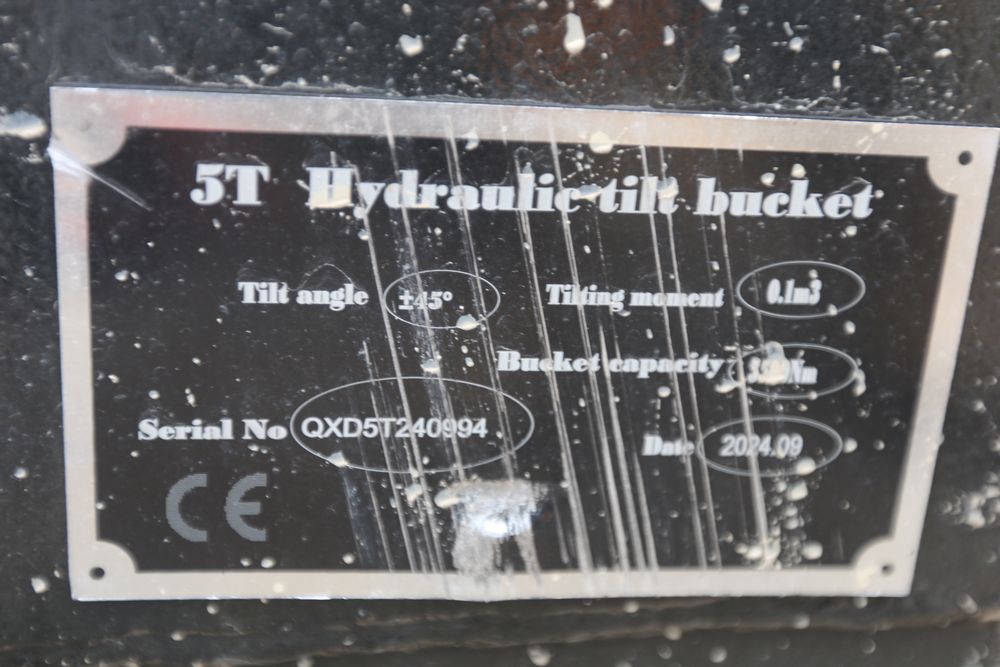 5T Hydraulic tilt bucket
Tilt angle ±45° Tilting moment 0.1m3
Bucket capacity
Serial No QXD5T240994 Date 2024.09
CE